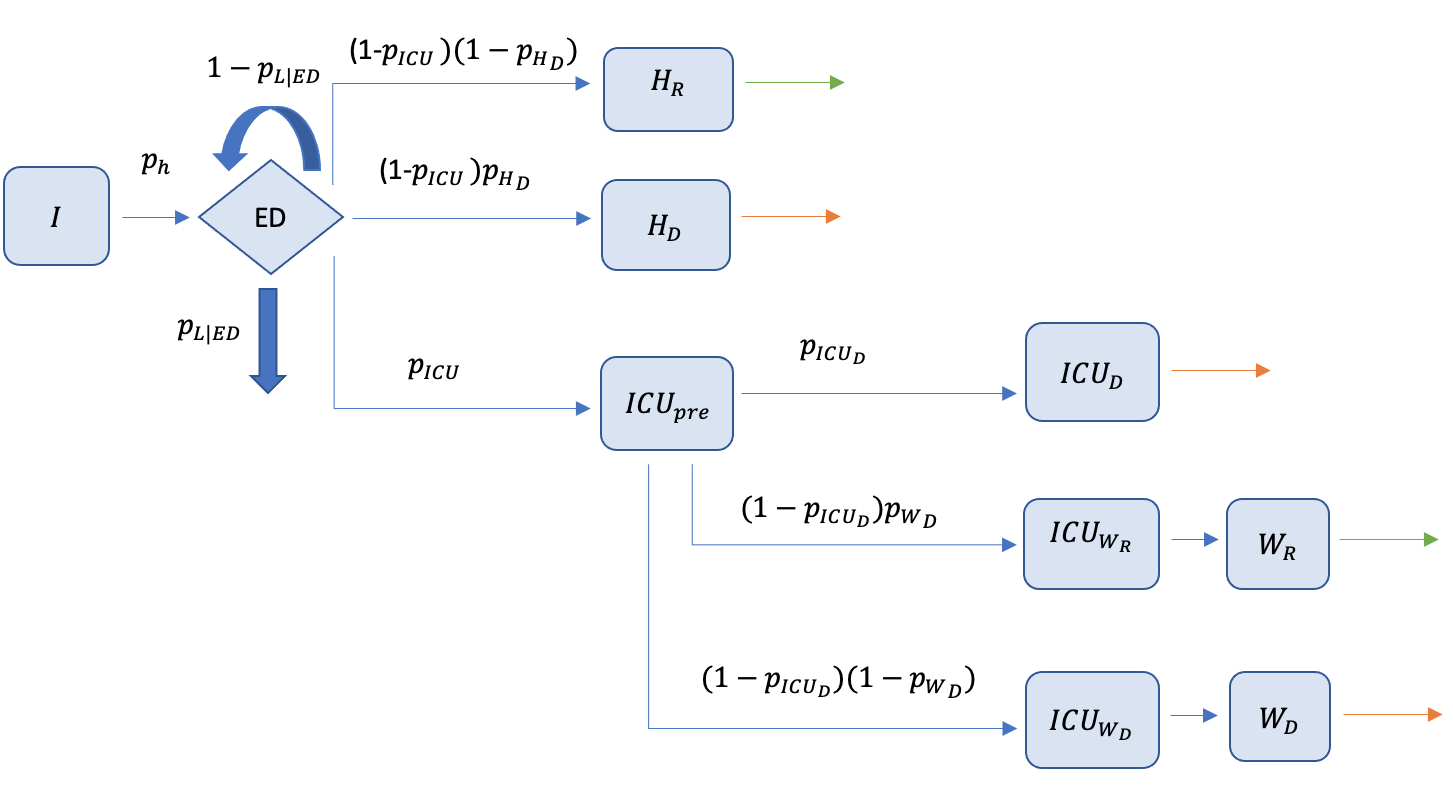 (1-p_{ICU})(1 − p_{H_D})
1 − p_{L|ED}
H_R
p_h
(1-p_{ICU})p_{H_D}
I
ED
H_D
p_{L|ED}
p_{ICU}
ICU_{pre}
p_{ICU_D}
ICU_D
(1 − p_{ICU_D})p_{W_D}
ICU_{W_R}
W_R
(1 − p_{ICU_D})(1 − p_{W_D})
ICU_{W_D}
W_D